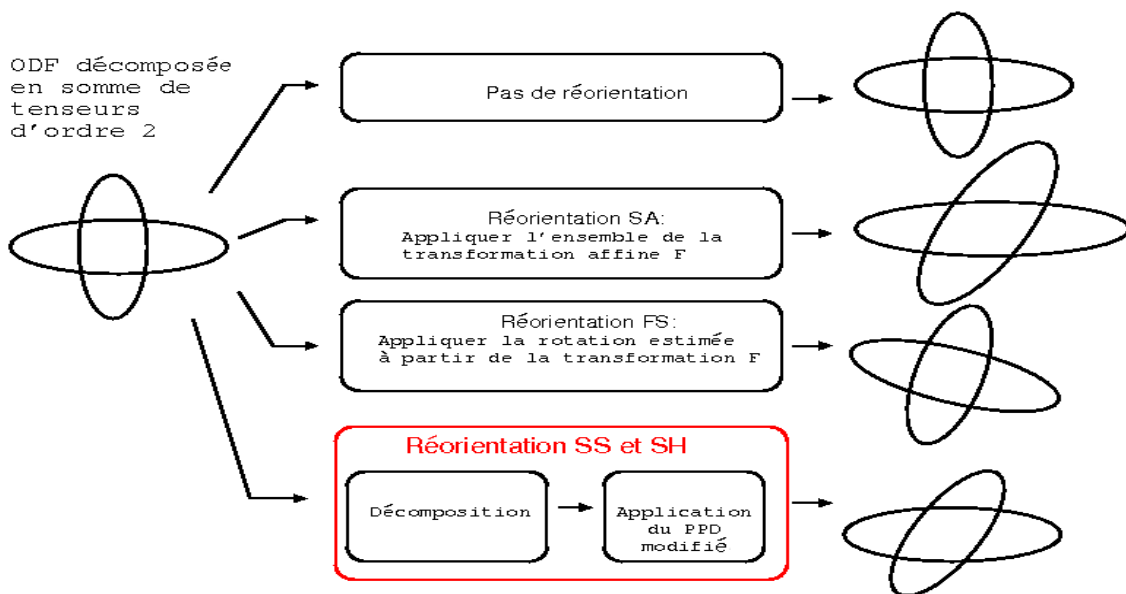 ODF décomposée
en somme de
tenseurs
d'ordre 2
Pas de réorientation
Réorientation SA:
Appliquer l'ensemble de la
transformation affine F
Réorientation FS:
Appliquer la rotation estimée
à partir de la transformation F
Réorientation SS et SH
Décomposition
Application
du PPD
modifié